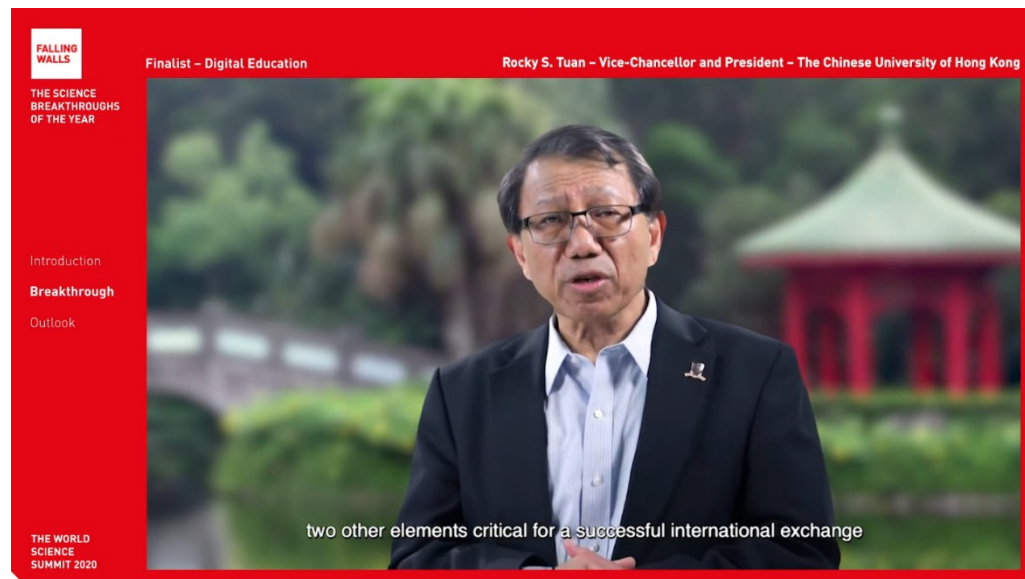 FALLING
WALLS
THE SCIENCE
BREAKTHROUGHS
OF THE YEAR
Finalist – Digital Education
Rocky S. Tuan – Vice-Chancellor and President – The Chinese University of Hong Kong
Introduction
Breakthrough
Outlook
two other elements critical for a successful international exchange
THE WORLD
SCIENCE
SUMMIT 2020